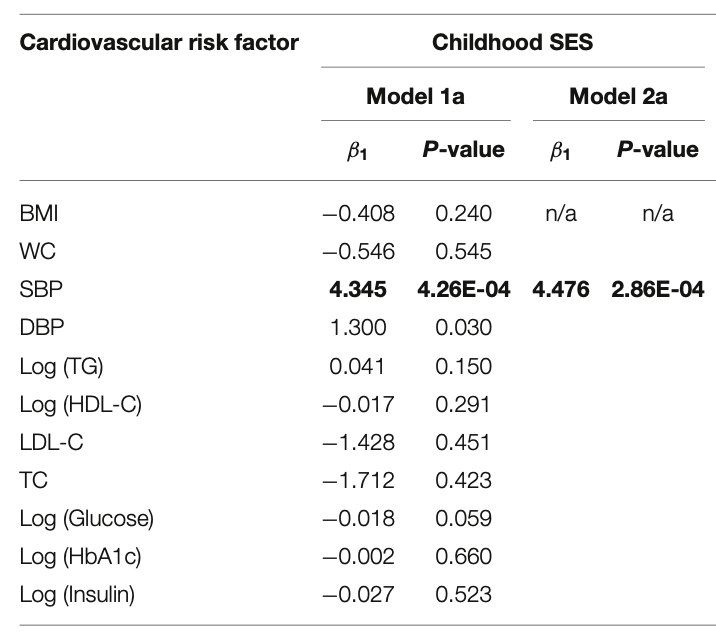 Cardiovascular risk factor Childhood SES
Model 1a Model 2a
β1 P-value β1 P-value
BMI −0.408 0.240 n/a n/a
WC −0.546 0.545
SBP 4.345 4.26E-04 4.476 2.86E-04
DBP 1.300 0.030
Log (TG) 0.041 0.150
Log (HDL-C) −0.017 0.291
LDL-C −1.428 0.451
TC −1.712 0.423
Log (Glucose) −0.018 0.059
Log (HbA1c) −0.002 0.660
Log (Insulin) −0.027 0.523